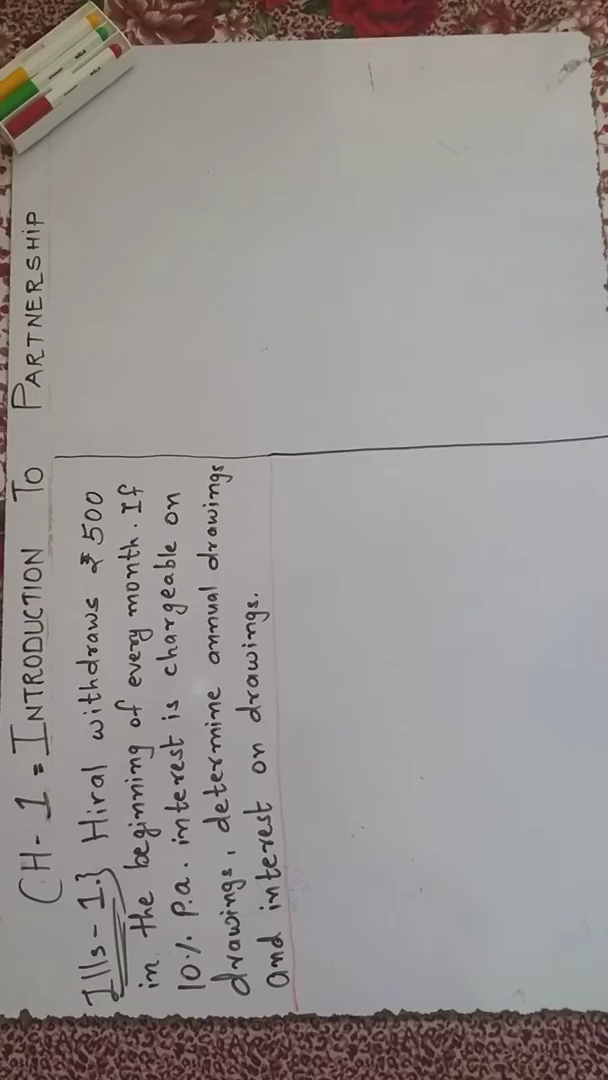 CH-1 = INTRODUCTION TO PARTNERSHIP
Ills-1.} Hiral withdraws ₹500
in the beginning of every month. If
10% p.a. interest is chargeable on
drawings, determine annual drawings
and interest on drawings.